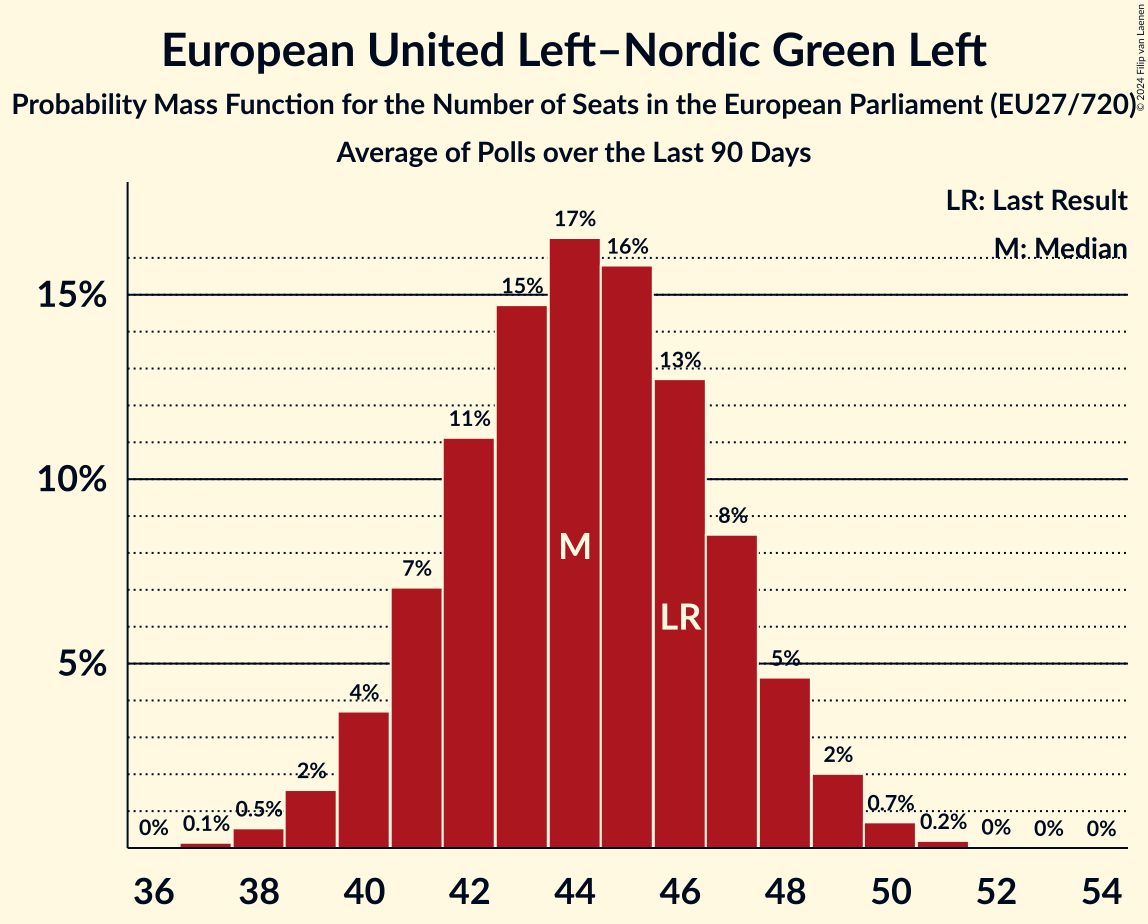 European United Left–Nordic Green Left
Probability Mass Function for the Number of Seats in the European Parliament (EU27/720)
Average of Polls over the Last 90 Days
© 2024 Filip van Laenen
LR: Last Result
M: Median
15%
10%
5%
0%
0.1%
0.5%
2%
4%
7%
11%
15%
17%
16%
13%
8%
5%
2%
0.7%
0.2%
0%
0%
0%
M
LR
36 38 40 42 44 46 48 50 52 54